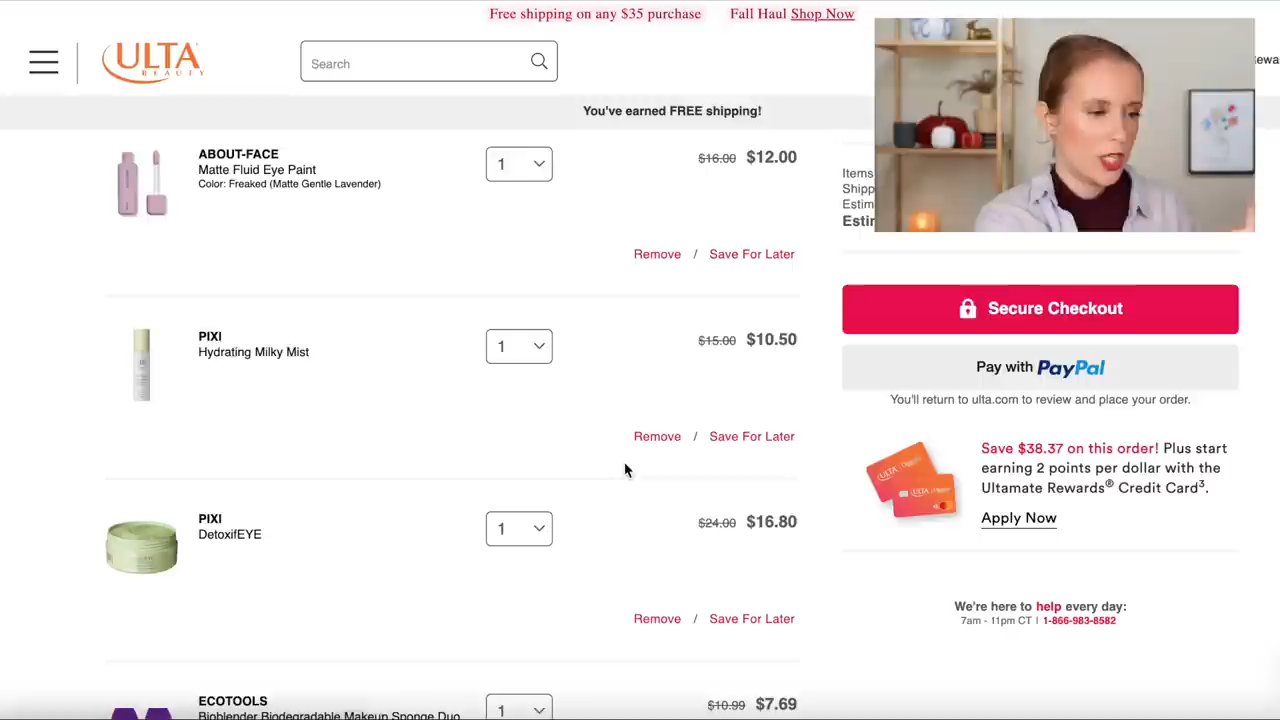 Free shipping on any $35 purchase Fall Haul Shop Now
ULTA
BEAUTY
Search
You've earned FREE shipping!
ABOUT-FACE
Matte Fluid Eye Paint
Color: Freaked (Matte Gentle Lavender)
1
$16.00 $12.00
Remove / Save For Later
Items
Secure Checkout
PIXI
Hydrating Milky Mist
1
$15.00 $10.50
Remove / Save For Later
Pay with PayPal
You'll return to ulta.com to review and place your order.
Save $38.37 on this order! Plus start
earning 2 points per dollar with the
Ultamate Rewards® Credit Card³.
Apply Now
PIXI
DetoxifEYE
1
$24.00 $16.80
Remove / Save For Later
We're here to help every day:
7am - 11pm CT | 1-866-983-8582
ECOTOOLS
Bioblender Biodegradable Makeup Sponge Duo
1
$10.99 $7.69